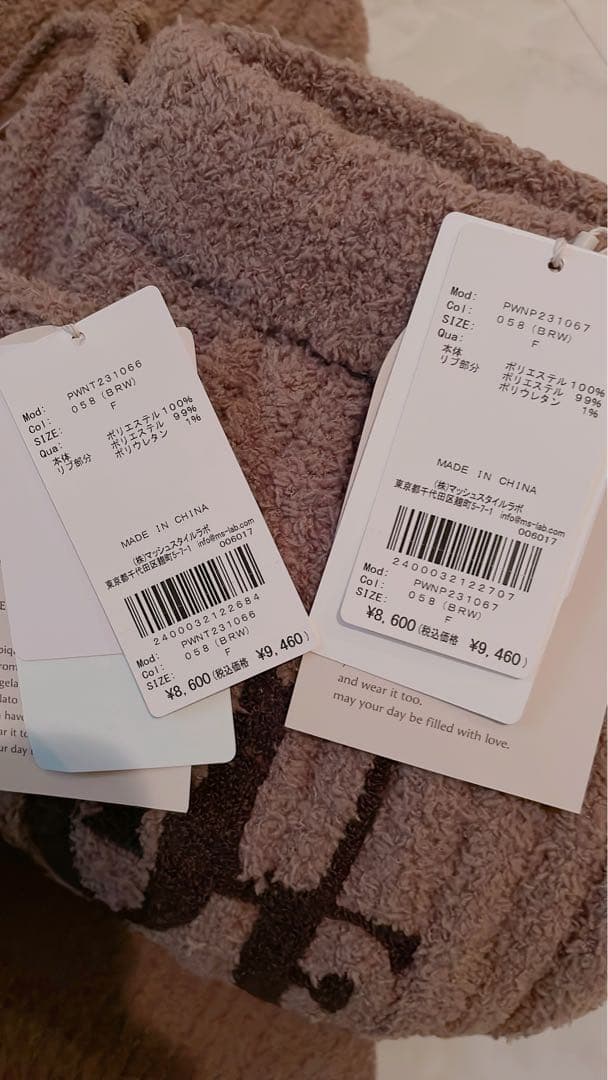 Mod: PWNT231066
Col: 058 (BRW)
SIZE: F
Qua:
本体 ポリエステル 100%
リブ部分 ポリエステル 99%
ポリウレタン 1%
MADE IN CHINA
(株)マッシュスタイルラボ
東京都千代田区麹町5-7-1 info@ms-lab.com
006017
2400032122684
Mod: PWNT231066
Col: 058 (BRW)
SIZE: F
¥8,600(税込価格 ¥9,460)
Mod: PWNP231067
Col: 058 (BRW)
SIZE: F
Qua:
本体 ポリエステル 100%
リブ部分 ポリエステル 99%
ポリウレタン 1%
MADE IN CHINA
(株)マッシュスタイルラボ
東京都千代田区麹町5-7-1 info@ms-lab.com
006017
2400032122707
Mod: PWNP231067
Col: 058 (BRW)
SIZE: F
¥8,600(税込価格 ¥9,460)
and wear it too.
may your day be filled with love.